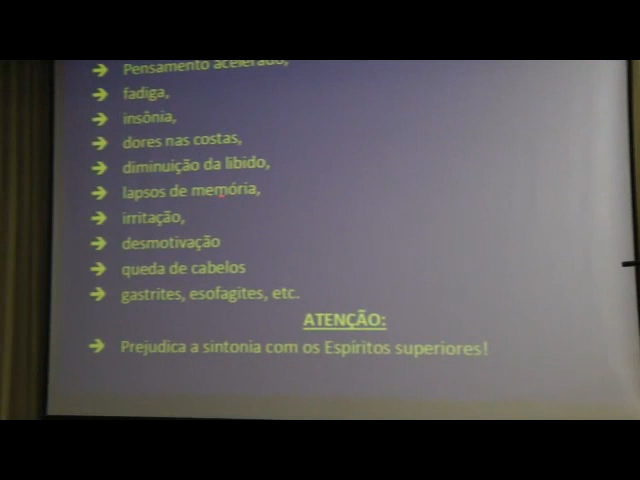 ➔ Pensamento acelerado,
➔ fadiga,
➔ insônia,
➔ dores nas costas,
➔ diminuição da libido,
➔ lapsos de memória,
➔ irritação,
➔ desmotivação
➔ queda de cabelos
➔ gastrites, esofagites, etc.
ATENÇÃO:
➔ Prejudica a sintonia com os Espíritos superiores!